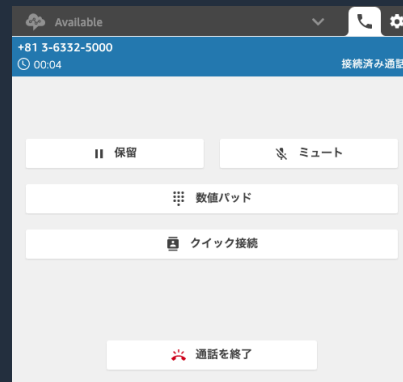 Available
+81 3-6332-5000
00:04
接続済み通話
保留
ミュート
数値パッド
クイック接続
通話を終了